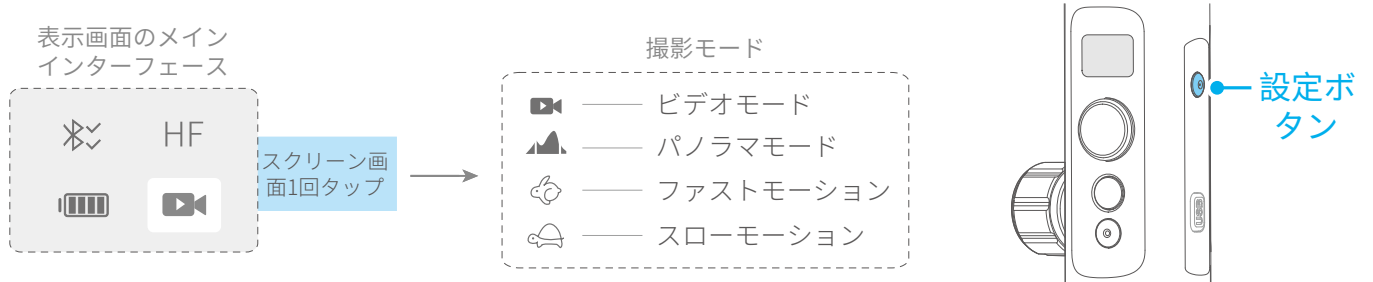 表示画面のメイン
インターフェース
HF
スクリーン画
面1回タップ
撮影モード
ビデオモード
パノラマモード
ファストモーション
スローモーション
設定ボ
タン